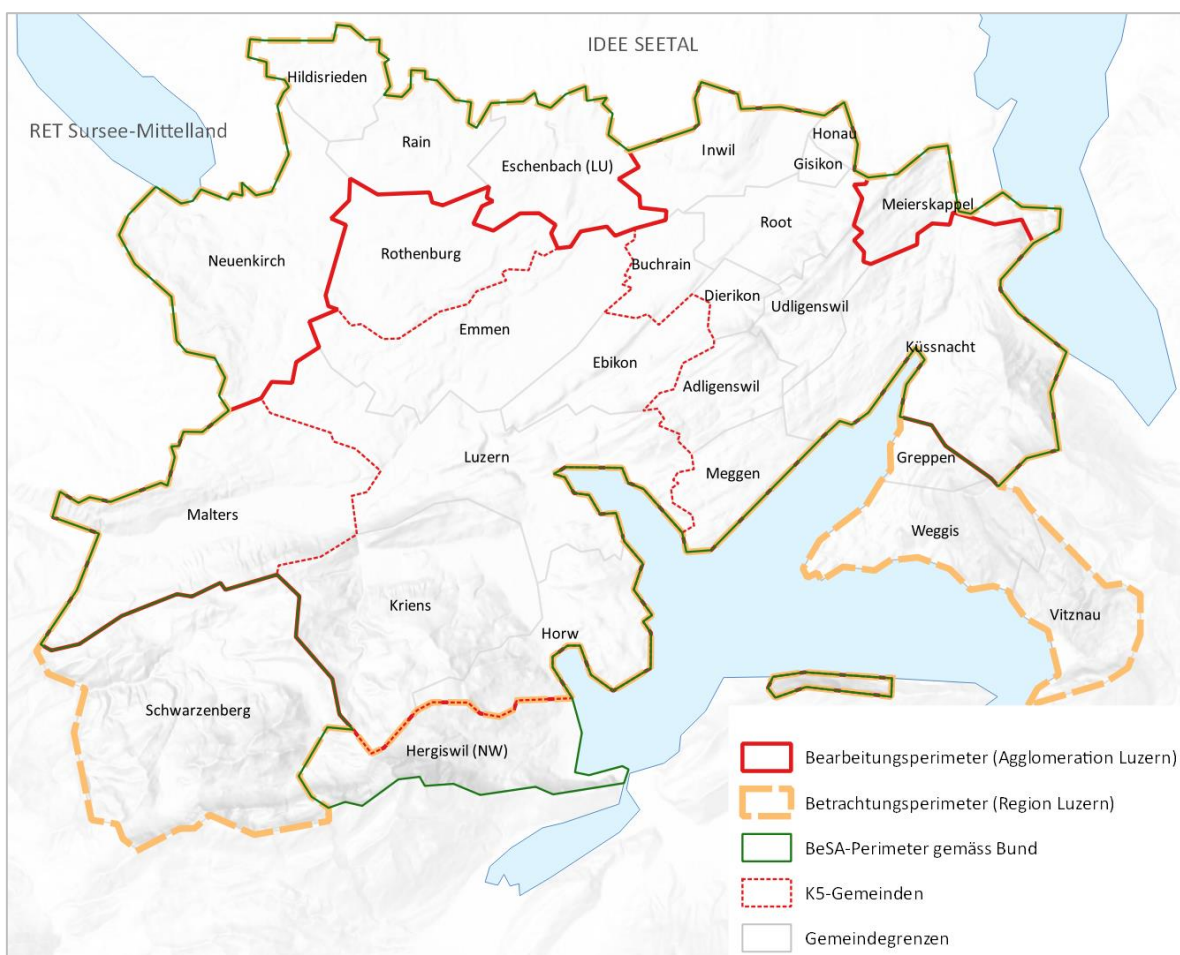 IDEE SEETAL
Hildisrieden
RET Sursee-Mittelland
Honau
Rain
Inwil
Eschenbach (LU)
Gisikon
Meierskappel
Root
Rothenburg
Neuenkirch
Buchrain
Dierikon
Udligenswil
Emmen
Küssnacht
Ebikon
Adligenswil
Luzern
Greppen
Meggen
Malters
Weggis
Kriens
Vitznau
Horw
Schwarzenberg
Hergiswil (NW)
Bearbeitungsperimeter (Agglomeration Luzern)
Betrachtungsperimeter (Region Luzern)
BeSA-Perimeter gemäss Bund
K5-Gemeinden
Gemeindegrenzen